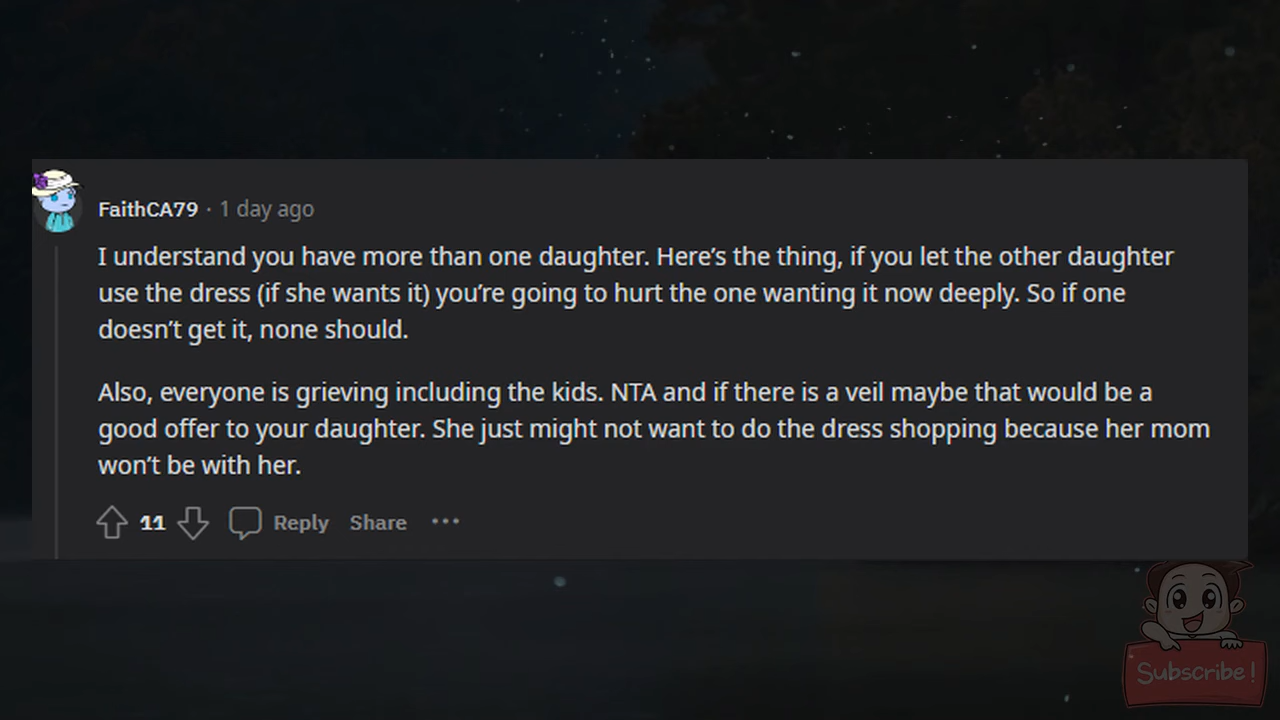 FaithCA79 · 1 day ago
I understand you have more than one daughter. Here’s the thing, if you let the other daughter
use the dress (if she wants it) you’re going to hurt the one wanting it now deeply. So if one
doesn’t get it, none should.
Also, everyone is grieving including the kids. NTA and if there is a veil maybe that would be a
good offer to your daughter. She just might not want to do the dress shopping because her mom
won’t be with her.
11 Reply Share ···
Subscribe!